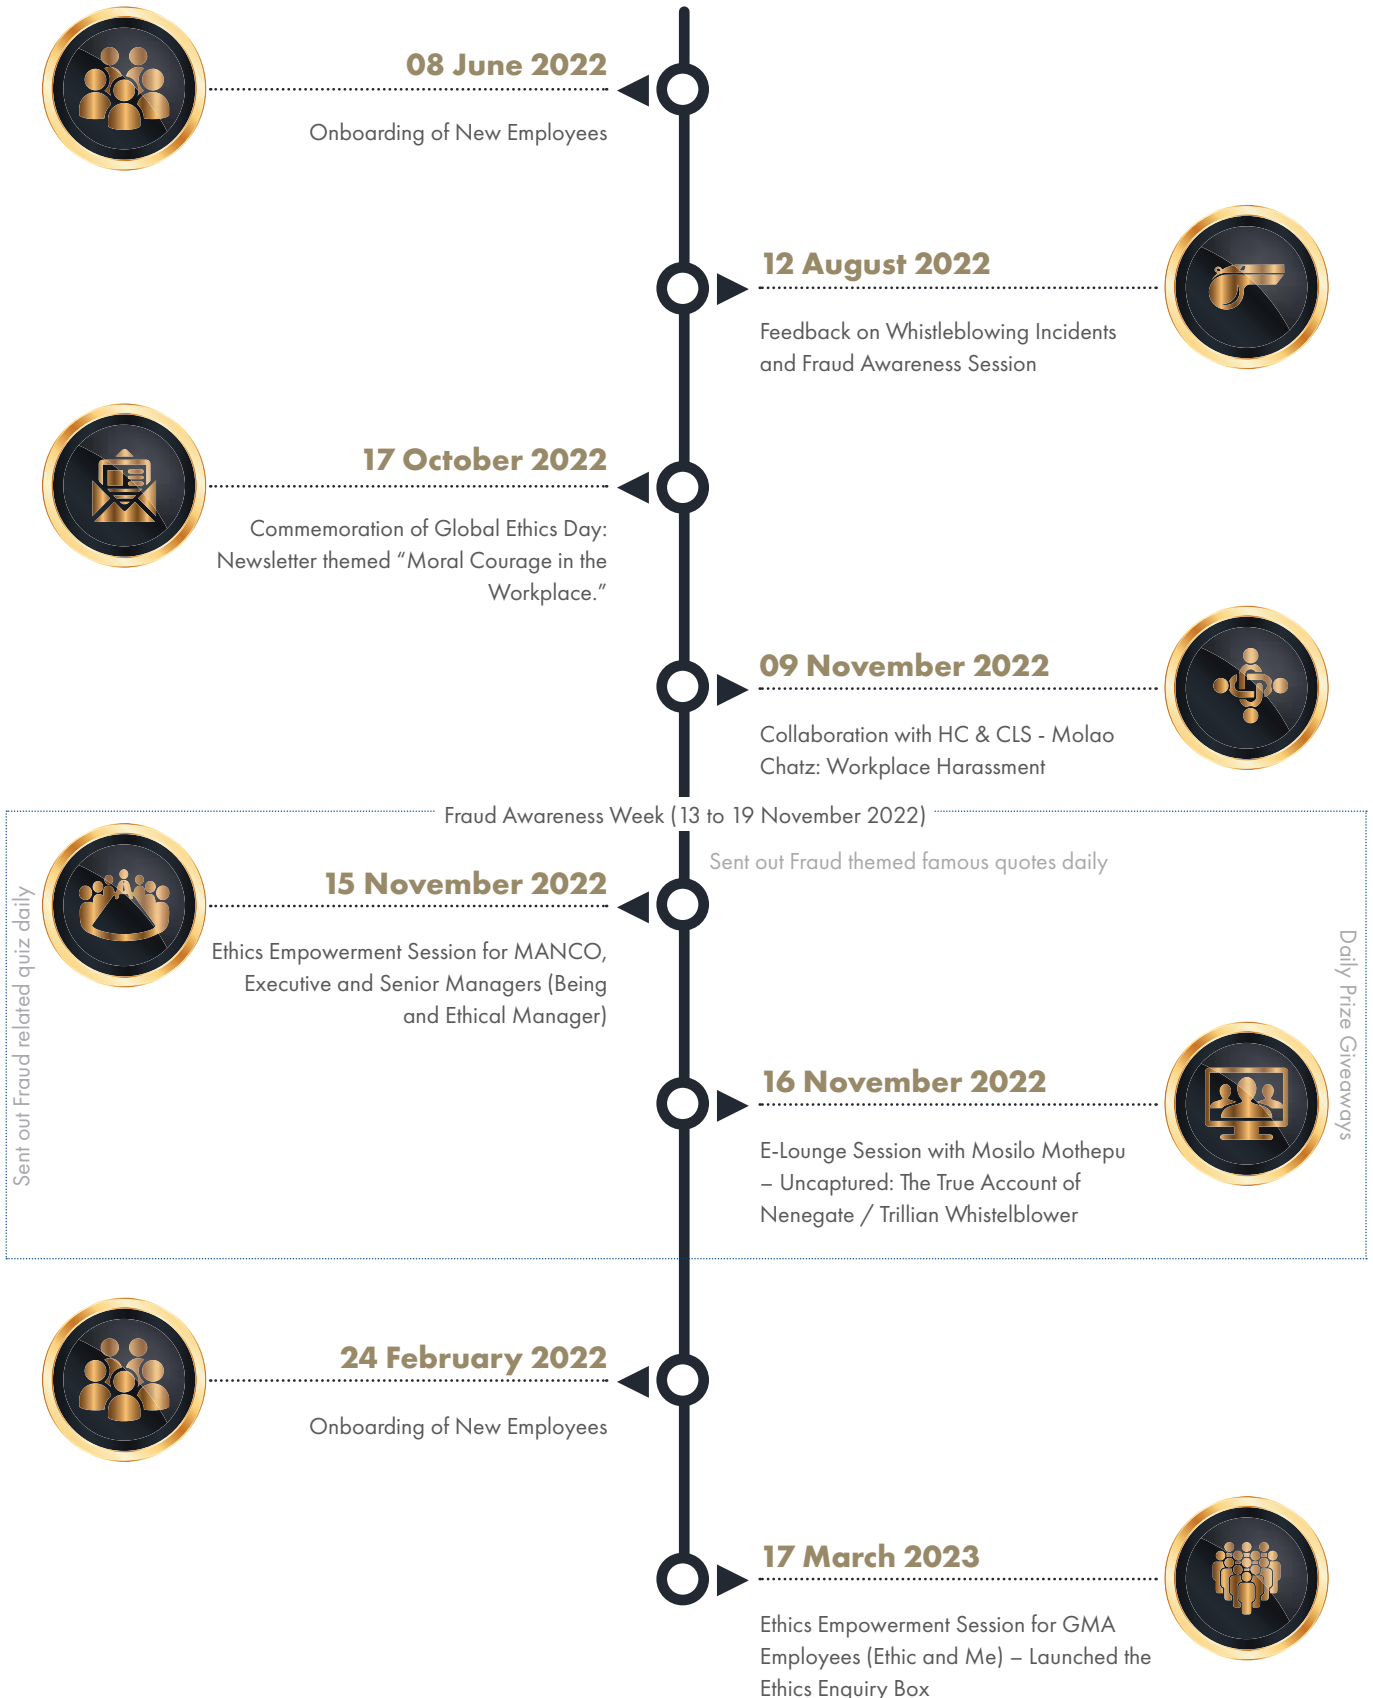 08 June 2022
Onboarding of New Employees
12 August 2022
Feedback on Whistleblowing Incidents
and Fraud Awareness Session
17 October 2022
Commemoration of Global Ethics Day:
Newsletter themed “Moral Courage in the
Workplace.”
09 November 2022
Collaboration with HC & CLS - Molao
Chatz: Workplace Harassment
Fraud Awareness Week (13 to 19 November 2022)
Sent out Fraud themed famous quotes daily
Sent out Fraud related quiz daily
15 November 2022
Ethics Empowerment Session for MANCO,
Executive and Senior Managers (Being
and Ethical Manager)
Daily Prize Giveaways
16 November 2022
E-Lounge Session with Mosilo Mothepu
– Uncaptured: The True Account of
Nenegate / Trillian Whistelblower
24 February 2022
Onboarding of New Employees
17 March 2023
Ethics Empowerment Session for GMA
Employees (Ethic and Me) – Launched the
Ethics Enquiry Box